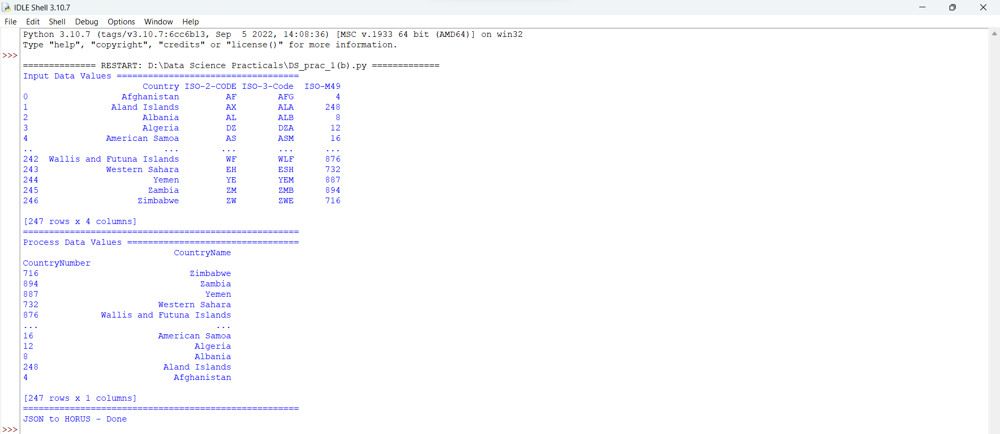 IDLE Shell 3.10.7
File Edit Shell Debug Options Window Help
Python 3.10.7 (tags/v3.10.7:6cc6b13, Sep  5 2022, 14:08:36) [MSC v.1933 64 bit (AMD64)] on win32
Type "help", "copyright", "credits" or "license()" for more information.
>>>
============== RESTART: D:\Data Science Practicals\DS_prac_1(b).py =============
Input Data Values ===================================
                       Country ISO-2-CODE ISO-3-Code  ISO-M49
0                  Afghanistan         AF        AFG        4
1                Aland Islands         AX        ALA      248
2                      Albania         AL        ALB        8
3                      Algeria         DZ        DZA       12
4               American Samoa         AS        ASM       16
..                         ...        ...        ...      ...
242  Wallis and Futuna Islands         WF        WLF      876
243             Western Sahara         EH        ESH      732
244                      Yemen         YE        YEM      887
245                     Zambia         ZM        ZMB      894
246                   Zimbabwe         ZW        ZWE      716
[247 rows x 4 columns]
=====================================================
Process Data Values =================================
                             CountryName
CountryNumber
716                             Zimbabwe
894                               Zambia
887                                Yemen
732                       Western Sahara
876            Wallis and Futuna Islands
...                                  ...
16                        American Samoa
12                               Algeria
8                                Albania
248                        Aland Islands
4                            Afghanistan
[247 rows x 1 columns]
=====================================================
JSON to HORUS - Done
>>>